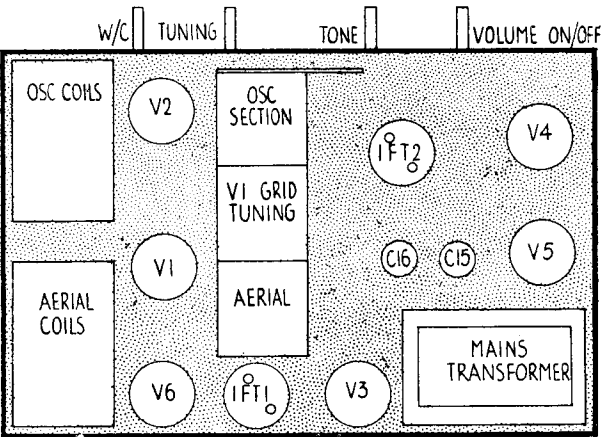 W/C TUNING TONE VOLUME ON/OFF
OSC COILS
V2
OSC
SECTION
IFT2
V4
V1 GRID
TUNING
V1
C16
C15
V5
AERIAL
COILS
AERIAL
MAINS
TRANSFORMER
V6
IFT1
V3